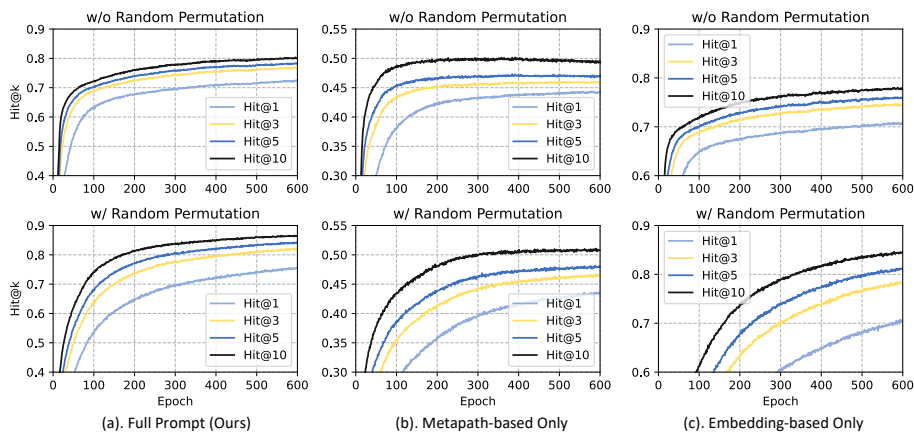 w/o Random Permutation
0.9
0.8
0.7
0.6
0.5
0.4
Hit@k
0 100 200 300 400 500 600
Hit@1
Hit@3
Hit@5
Hit@10
w/o Random Permutation
0.55
0.50
0.45
0.40
0.35
0.30
0 100 200 300 400 500 600
Hit@1
Hit@3
Hit@5
Hit@10
w/o Random Permutation
0.9
0.8
0.7
0.6
0 100 200 300 400 500 600
Hit@1
Hit@3
Hit@5
Hit@10
w/ Random Permutation
0.9
0.8
0.7
0.6
0.5
0.4
Hit@k
0 100 200 300 400 500 600
Epoch
Hit@1
Hit@3
Hit@5
Hit@10
(a). Full Prompt (Ours)
w/ Random Permutation
0.55
0.50
0.45
0.40
0.35
0.30
0 100 200 300 400 500 600
Epoch
Hit@1
Hit@3
Hit@5
Hit@10
(b). Metapath-based Only
w/ Random Permutation
0.9
0.8
0.7
0.6
0 100 200 300 400 500 600
Epoch
Hit@1
Hit@3
Hit@5
Hit@10
(c). Embedding-based Only